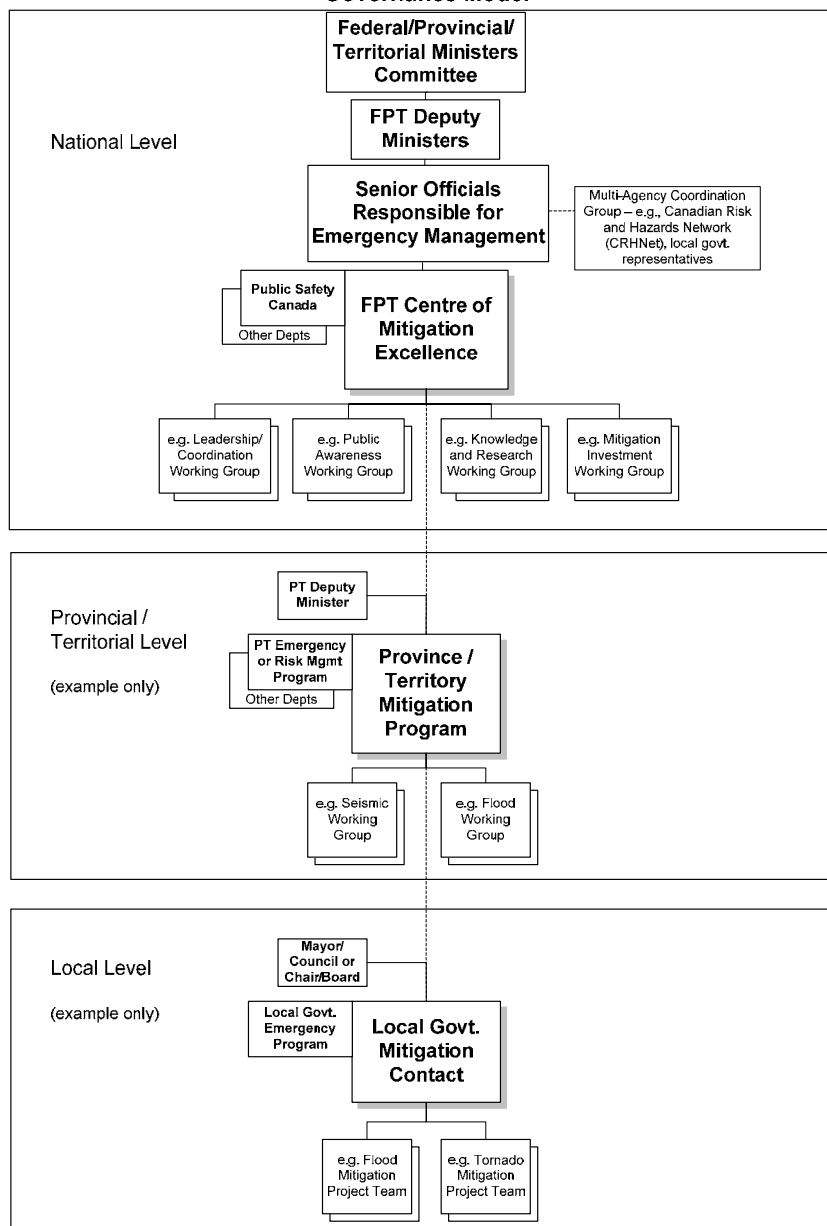 Governance Model
Federal/Provincial/
Territorial Ministers
Committee
FPT Deputy
Ministers
National Level
Senior Officials
Responsible for
Emergency Management
Multi-Agency Coordination
Group – e.g., Canadian Risk
and Hazards Network
(CRHNet), local govt.
representatives
Public Safety
Canada
Other Depts
FPT Centre of
Mitigation
Excellence
e.g. Leadership/
Coordination
Working Group
e.g. Public
Awareness
Working Group
e.g. Knowledge
and Research
Working Group
e.g. Mitigation
Investment
Working Group
Provincial /
Territorial Level
(example only)
PT Deputy
Minister
PT Emergency
or Risk Mgmt
Program
Other Depts
Province /
Territory
Mitigation
Program
e.g. Seismic
Working
Group
e.g. Flood
Working
Group
Local Level
(example only)
Mayor/
Council or
Chair/Board
Local Govt.
Emergency
Program
Local Govt.
Mitigation
Contact
e.g. Flood
Mitigation
Project Team
e.g. Tornado
Mitigation
Project Team